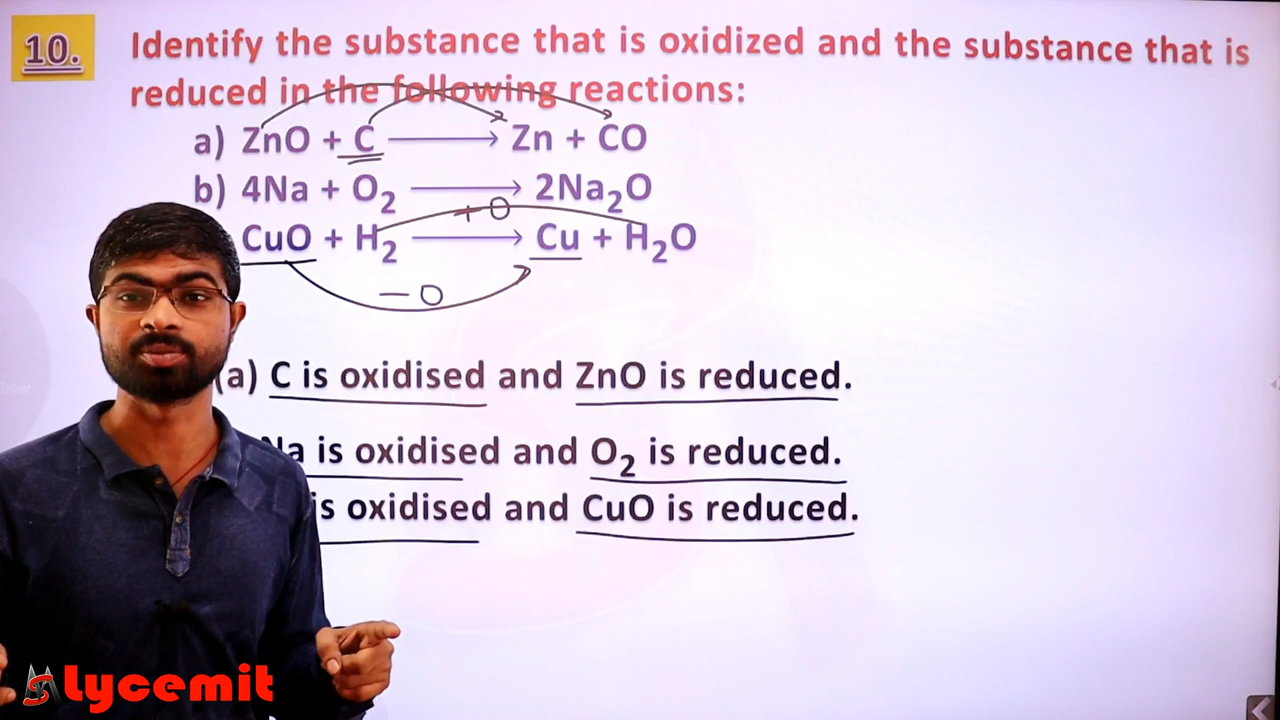 10.
Identify the substance that is oxidized and the substance that is
reduced in the following reactions:
a) ZnO + C ⟶ Zn + CO
b) 4Na + O₂ ⟶ 2Na₂O
+ O
CuO + H₂ ⟶ Cu + H₂O
– O
(a) C is oxidised and ZnO is reduced.
Na is oxidised and O₂ is reduced.
is oxidised and CuO is reduced.
lycemit